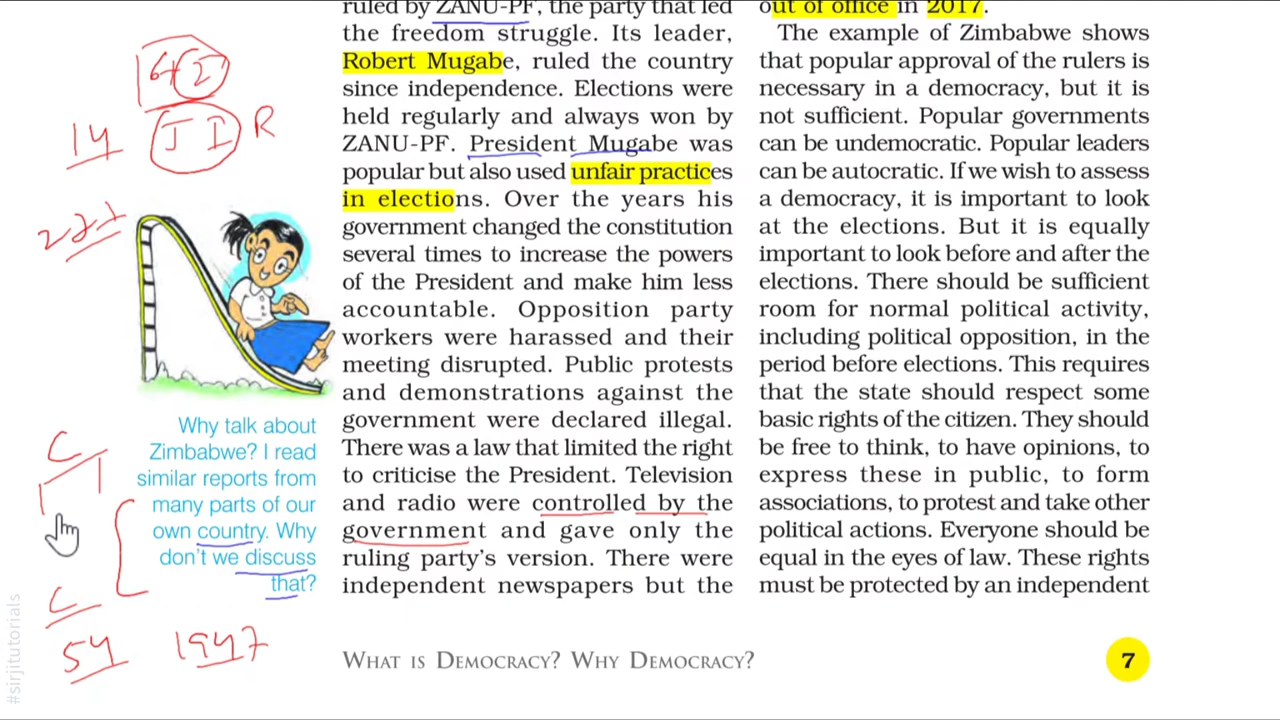 ruled by ZANU-PF, the party that led
the freedom struggle. Its leader,
Robert Mugabe, ruled the country
since independence. Elections were
held regularly and always won by
ZANU-PF. President Mugabe was
popular but also used unfair practices
in elections. Over the years his
government changed the constitution
several times to increase the powers
of the President and make him less
accountable. Opposition party
workers were harassed and their
meeting disrupted. Public protests
and demonstrations against the
government were declared illegal.
There was a law that limited the right
to criticise the President. Television
and radio were controlled by the
government and gave only the
ruling party's version. There were
independent newspapers but the
out of office in 2017.
The example of Zimbabwe shows
that popular approval of the rulers is
necessary in a democracy, but it is
not sufficient. Popular governments
can be undemocratic. Popular leaders
can be autocratic. If we wish to assess
a democracy, it is important to look
at the elections. But it is equally
important to look before and after the
elections. There should be sufficient
room for normal political activity,
including political opposition, in the
period before elections. This requires
that the state should respect some
basic rights of the citizen. They should
be free to think, to have opinions, to
express these in public, to form
associations, to protest and take other
political actions. Everyone should be
equal in the eyes of law. These rights
must be protected by an independent
J I R
14
Why talk about
Zimbabwe? I read
similar reports from
many parts of our
own country. Why
don't we discuss
that?
C
C
54 1947
WHAT IS DEMOCRACY? WHY DEMOCRACY?
7
#sirjitutorials